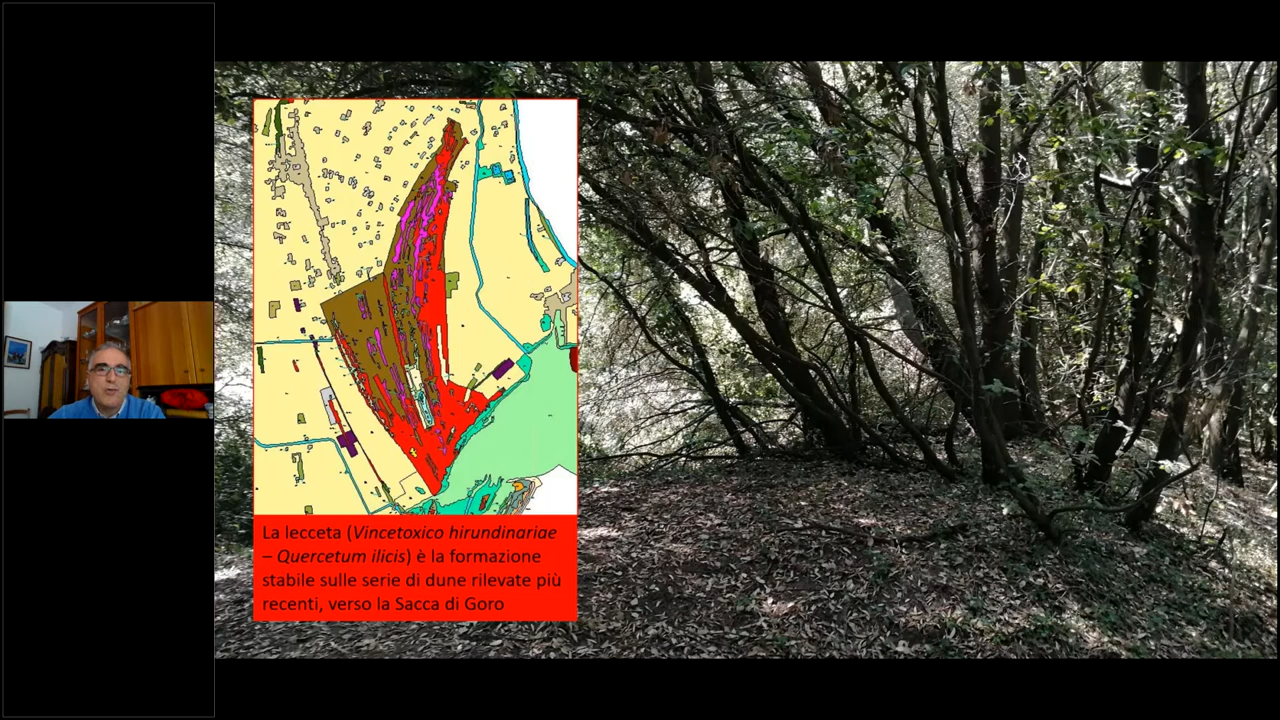 La lecceta (Vincetoxico hirundinariae
– Quercetum ilicis) è la formazione
stabile sulle serie di dune rilevate più
recenti, verso la Sacca di Goro